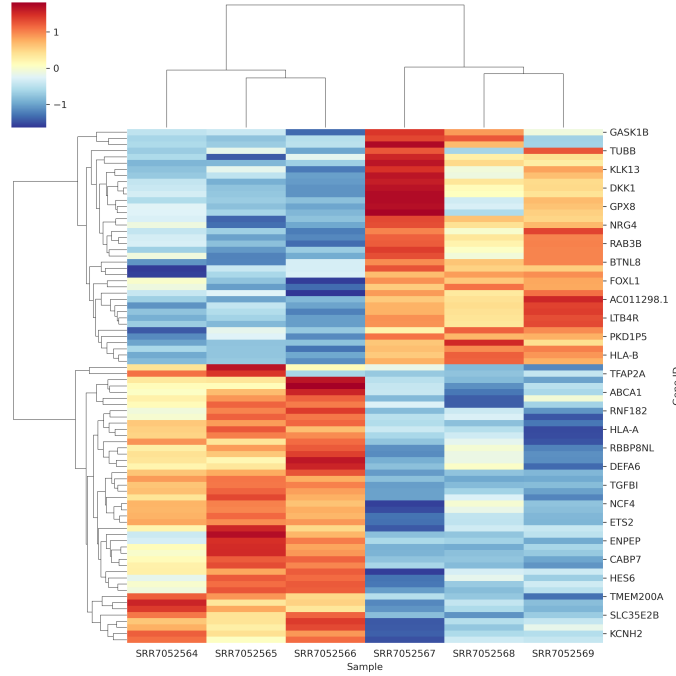 1
0
−1
GASK1B
TUBB
KLK13
DKK1
GPX8
NRG4
RAB3B
BTNL8
FOXL1
AC011298.1
LTB4R
PKD1P5
HLA-B
TFAP2A
ABCA1
RNF182
HLA-A
RBBP8NL
DEFA6
TGFBI
NCF4
ETS2
ENPEP
CABP7
HES6
TMEM200A
SLC35E2B
KCNH2
SRR7052564 SRR7052565 SRR7052566 SRR7052567 SRR7052568 SRR7052569
Sample